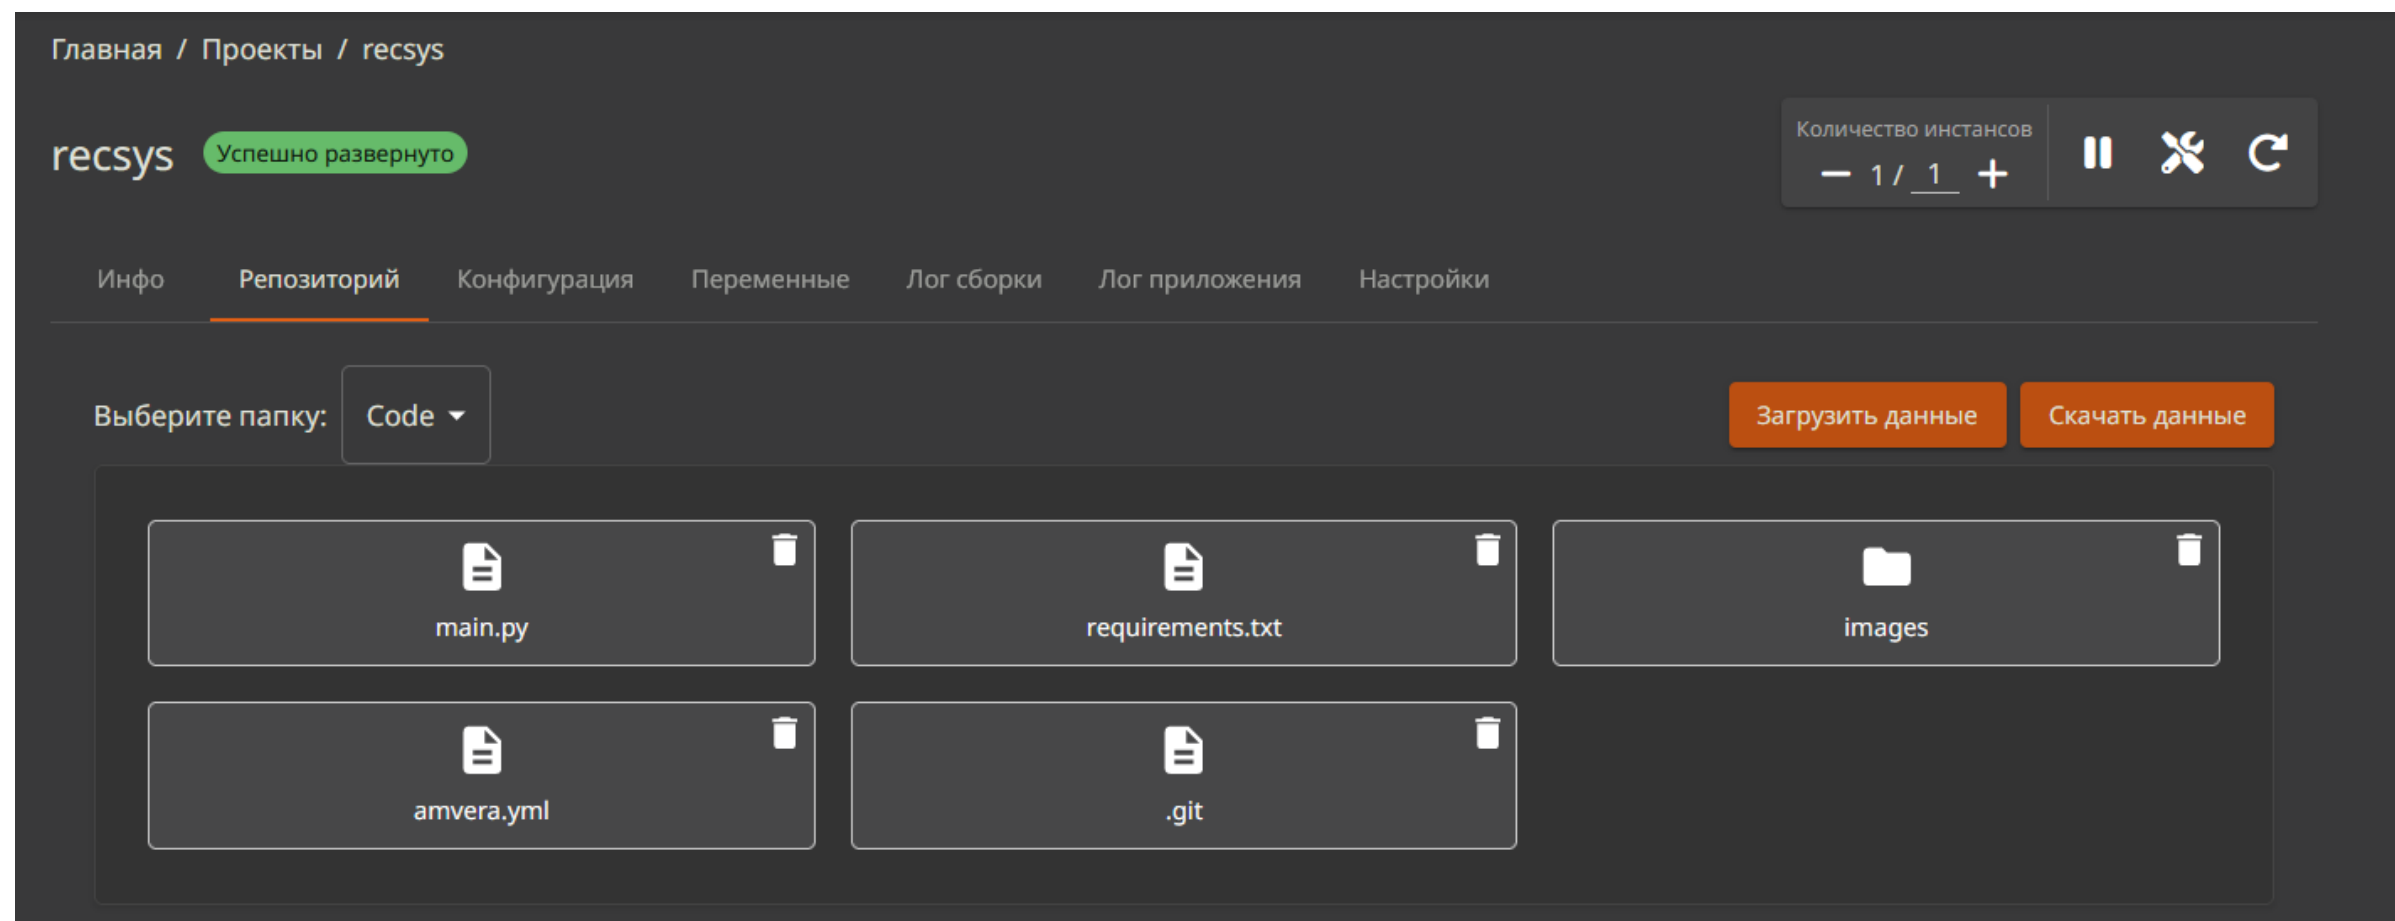 Главная / Проекты / recsys
recsys Успешно развернуто
Количество инстансов
1 / 1
Инфо Репозиторий Конфигурация Переменные Лог сборки Лог приложения Настройки
Выберите папку: Code Загрузить данные Скачать данные
main.py requirements.txt images
amvera.yml .git